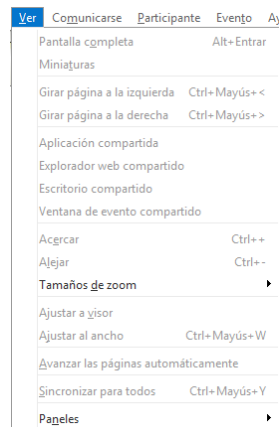 Ver Comunicarse Participante Evento
Pantalla completa Alt+Entrar
Miniaturas
Girar página a la izquierda Ctrl+Mayús+<
Girar página a la derecha Ctrl+Mayús+>
Aplicación compartida
Explorador web compartido
Escritorio compartido
Ventana de evento compartido
Acercar Ctrl++
Alejar Ctrl+-
Tamaños de zoom
Ajustar a visor
Ajustar al ancho Ctrl+Mayús+W
Avanzar las páginas automáticamente
Sincronizar para todos Ctrl+Mayús+Y
Paneles